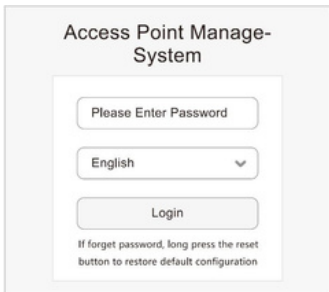 Access Point Manage-
System
Please Enter Password
English
Login
If forget password, long press the reset
button to restore default configuration